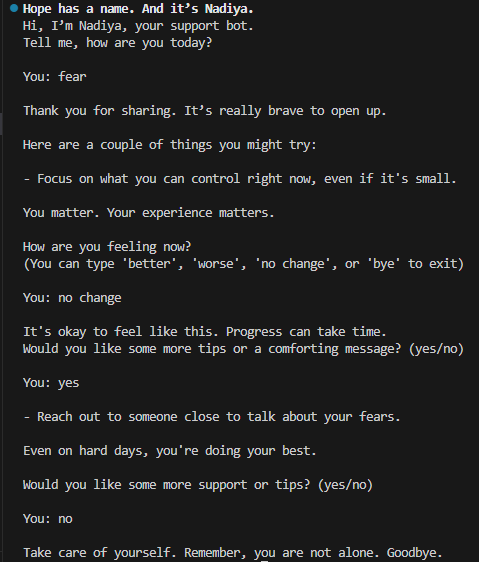 Hope has a name. And it’s Nadiya.
Hi, I’m Nadiya, your support bot.
Tell me, how are you today?
You: fear
Thank you for sharing. It’s really brave to open up.
Here are a couple of things you might try:
- Focus on what you can control right now, even if it's small.
You matter. Your experience matters.
How are you feeling now?
(You can type 'better', 'worse', 'no change', or 'bye' to exit)
You: no change
It's okay to feel like this. Progress can take time.
Would you like some more tips or a comforting message? (yes/no)
You: yes
- Reach out to someone close to talk about your fears.
Even on hard days, you're doing your best.
Would you like some more support or tips? (yes/no)
You: no
Take care of yourself. Remember, you are not alone. Goodbye.